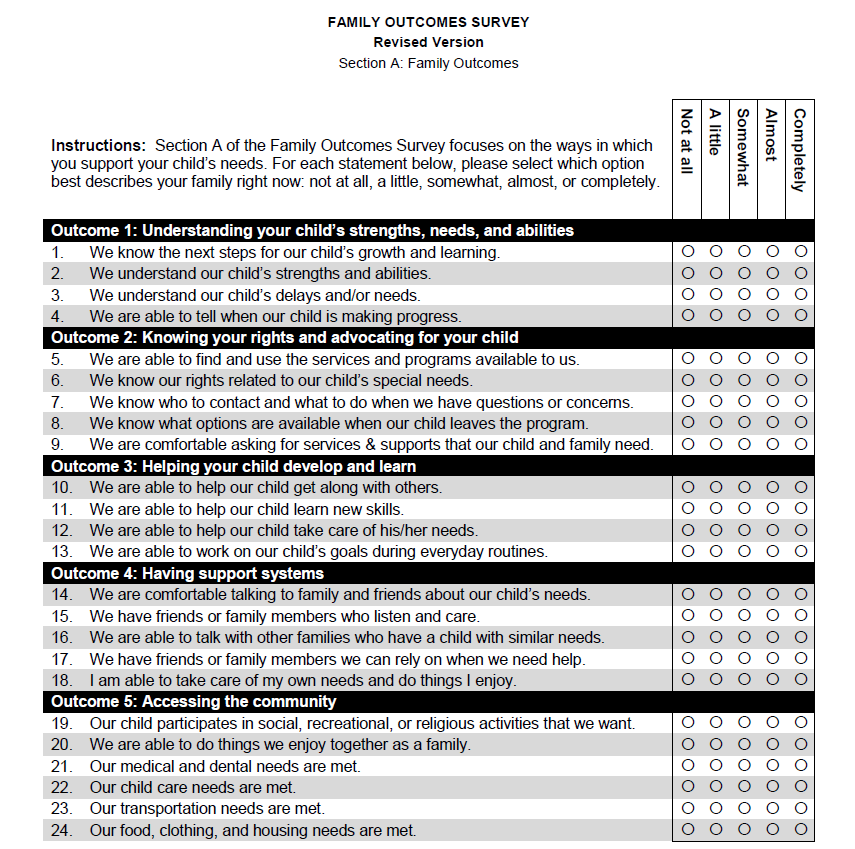 FAMILY OUTCOMES SURVEY
Revised Version
Section A: Family Outcomes
Instructions: Section A of the Family Outcomes Survey focuses on the ways in which
you support your child's needs. For each statement below, please select which option
best describes your family right now: not at all, a little, somewhat, almost, or completely.
Not at all
A little
Somewhat
Almost
Completely
Outcome 1: Understanding your child's strengths, needs, and abilities
1. We know the next steps for our child's growth and learning.
2. We understand our child's strengths and abilities.
3. We understand our child's delays and/or needs.
4. We are able to tell when our child is making progress.
Outcome 2: Knowing your rights and advocating for your child
5. We are able to find and use the services and programs available to us.
6. We know our rights related to our child's special needs.
7. We know who to contact and what to do when we have questions or concerns.
8. We know what options are available when our child leaves the program.
9. We are comfortable asking for services & supports that our child and family need.
Outcome 3: Helping your child develop and learn
10. We are able to help our child get along with others.
11. We are able to help our child learn new skills.
12. We are able to help our child take care of his/her needs.
13. We are able to work on our child's goals during everyday routines.
Outcome 4: Having support systems
14. We are comfortable talking to family and friends about our child's needs.
15. We have friends or family members who listen and care.
16. We are able to talk with other families who have a child with similar needs.
17. We have friends or family members we can rely on when we need help.
18. I am able to take care of my own needs and do things I enjoy.
Outcome 5: Accessing the community
19. Our child participates in social, recreational, or religious activities that we want.
20. We are able to do things we enjoy together as a family.
21. Our medical and dental needs are met.
22. Our child care needs are met.
23. Our transportation needs are met.
24. Our food, clothing, and housing needs are met.